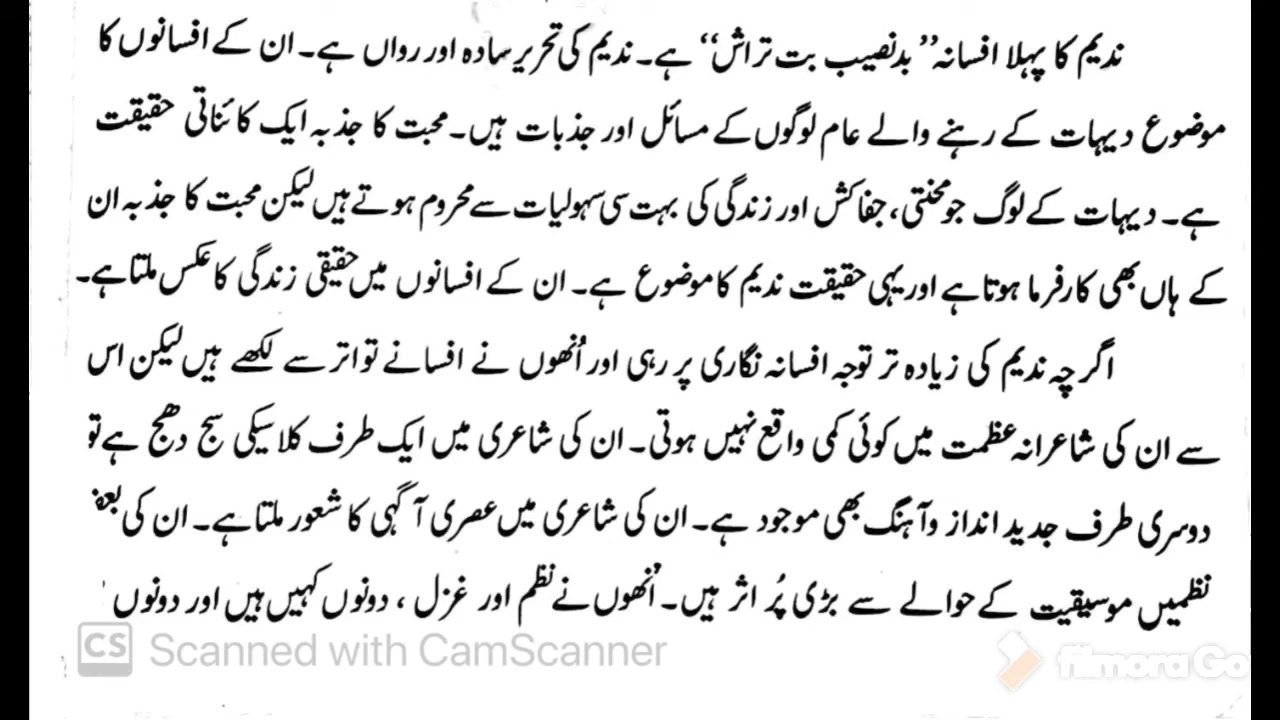 ندیم کا پہلا افسانہ ”بدنصیب بت تراش“ ہے۔ ندیم کی تحریر سادہ اور رواں ہے۔ ان کے افسانوں کا
موضوع دیہات کے رہنے والے عام لوگوں کے مسائل اور جذبات ہیں۔ محبت کا جذبہ ایک کائناتی حقیقت
ہے۔ دیہات کے لوگ جو محنتی، جفاکش اور زندگی کی بہت سی سہولیات سے محروم ہوتے ہیں لیکن محبت کا جذبہ ان
کے ہاں بھی کارفرما ہوتا ہے اور یہی حقیقت ندیم کا موضوع ہے۔ ان کے افسانوں میں حقیقی زندگی کا عکس ملتا ہے۔
اگرچہ ندیم کی زیادہ تر توجہ افسانہ نگاری پر رہی اور اُنھوں نے افسانے تواتر سے لکھے ہیں لیکن اس
سے ان کی شاعرانہ عظمت میں کوئی کمی واقع نہیں ہوتی۔ ان کی شاعری میں ایک طرف کلاسیکی سج دھج ہے تو
دوسری طرف جدید انداز و آہنگ بھی موجود ہے۔ ان کی شاعری میں عصری آگہی کا شعور ملتا ہے۔ ان کی
نظمیں موسیقیت کے حوالے سے بڑی پُر اثر ہیں۔ اُنھوں نے نظم اور غزل، دونوں کہیں ہیں اور دونوں
CS Scanned with CamScanner
filmora Go